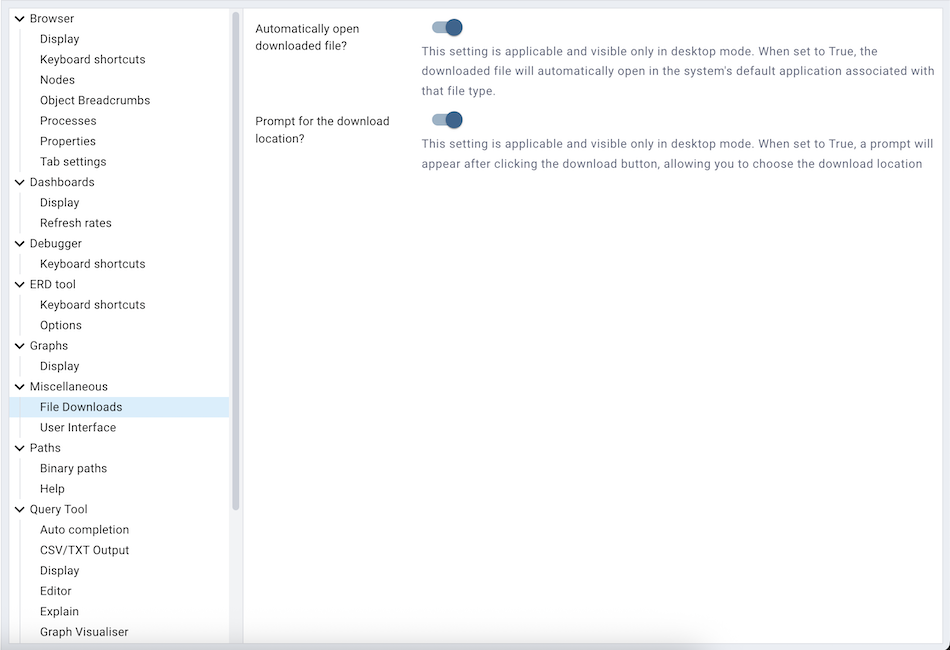 Browser
Display
Keyboard shortcuts
Nodes
Object Breadcrumbs
Processes
Properties
Tab settings
Dashboards
Display
Refresh rates
Debugger
Keyboard shortcuts
ERD tool
Keyboard shortcuts
Options
Graphs
Display
Miscellaneous
File Downloads
User Interface
Paths
Binary paths
Help
Query Tool
Auto completion
CSV/TXT Output
Display
Editor
Explain
Graph Visualiser
Automatically open
downloaded file?
This setting is applicable and visible only in desktop mode. When set to True, the
downloaded file will automatically open in the system's default application associated with
that file type.
Prompt for the download
location?
This setting is applicable and visible only in desktop mode. When set to True, a prompt will
appear after clicking the download button, allowing you to choose the download location